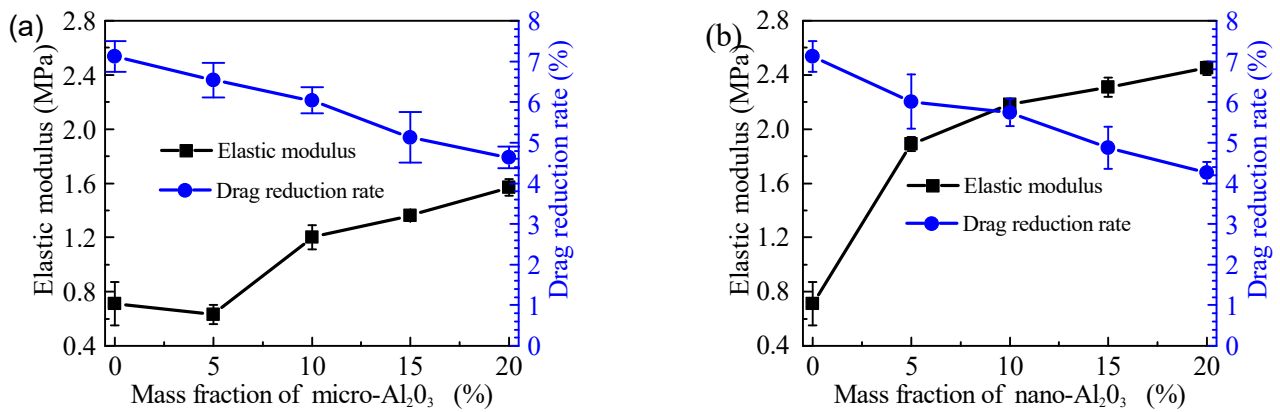 (a)
Elastic modulus (MPa)
2.8
2.4
2.0
1.6
1.2
0.8
0.4
Elastic modulus
Drag reduction rate
8
7
6
5
4
3
2
1
0
Drag reduction rate (%)
0 5 10 15 20
Mass fraction of micro-Al₂0₃ (%)
(b)
Elastic modulus (MPa)
2.8
2.4
2.0
1.6
1.2
0.8
0.4
Elastic modulus
Drag reduction rate
8
7
6
5
4
3
2
1
0
Drag reduction rate (%)
0 5 10 15 20
Mass fraction of nano-Al₂0₃ (%)